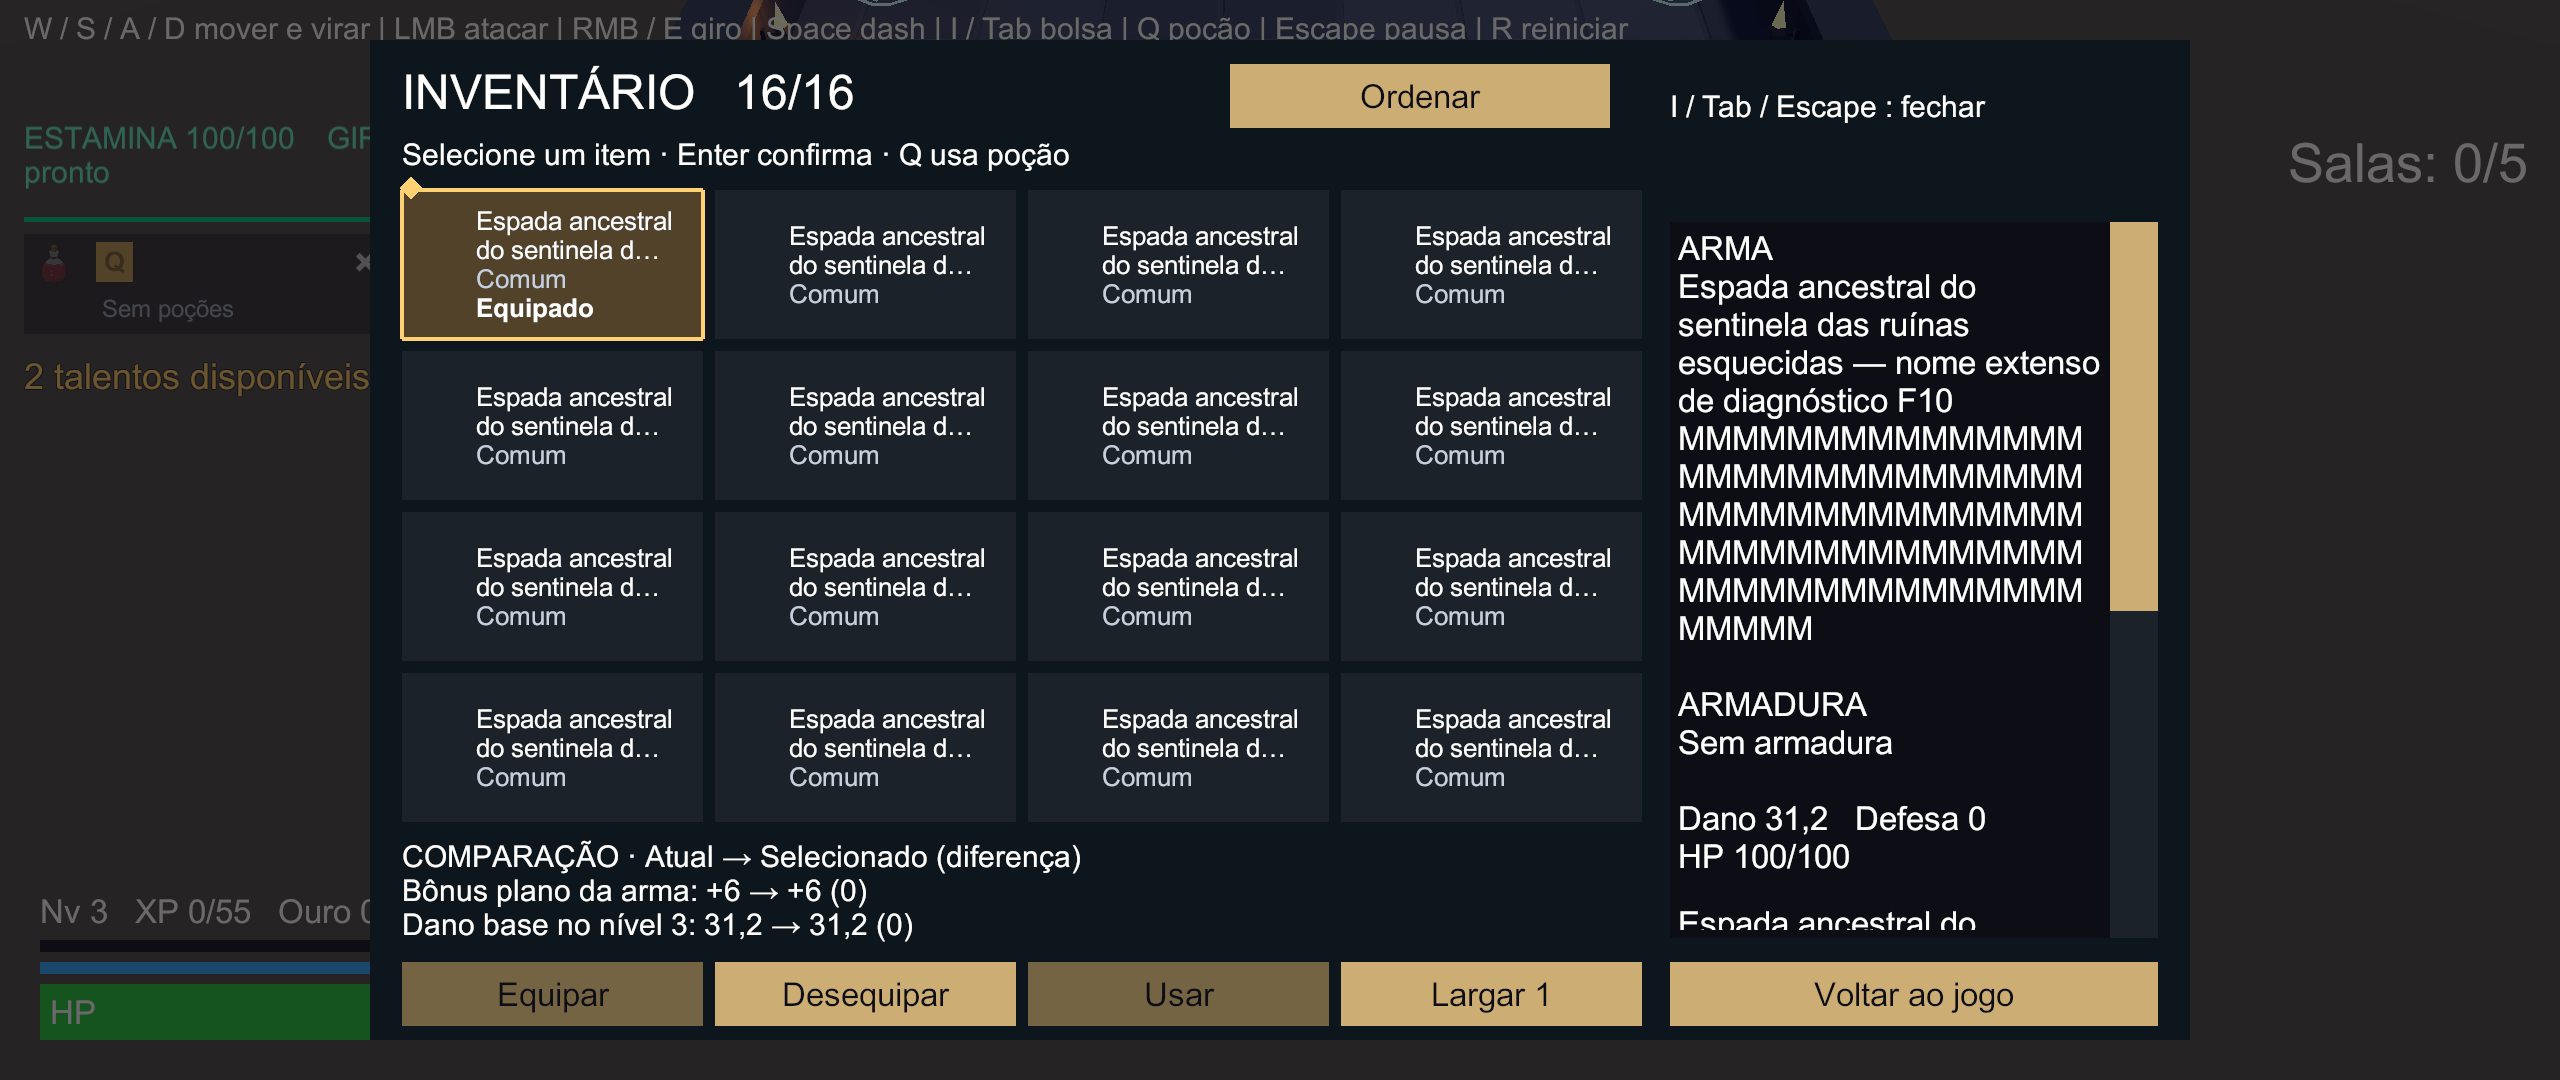 W / S / A / D mover e virar | LMB atacar | RMB / E giro | Space dash | I / Tab bolsa | Q poção | Escape pausa | R reiniciar
INVENTÁRIO 16/16
Ordenar
I / Tab / Escape : fechar
ESTAMINA 100/100
pronto
Selecione um item · Enter confirma · Q usa poção
Salas: 0/5
Q
Sem poções
2 talentos disponíveis
Espada ancestral
do sentinela d…
Comum
Equipado
Espada ancestral
do sentinela d…
Comum
Espada ancestral
do sentinela d…
Comum
Espada ancestral
do sentinela d…
Comum
Espada ancestral
do sentinela d…
Comum
Espada ancestral
do sentinela d…
Comum
Espada ancestral
do sentinela d…
Comum
Espada ancestral
do sentinela d…
Comum
Espada ancestral
do sentinela d…
Comum
Espada ancestral
do sentinela d…
Comum
Espada ancestral
do sentinela d…
Comum
Espada ancestral
do sentinela d…
Comum
Espada ancestral
do sentinela d…
Comum
Espada ancestral
do sentinela d…
Comum
Espada ancestral
do sentinela d…
Comum
Espada ancestral
do sentinela d…
Comum
ARMA
Espada ancestral do
sentinela das ruínas
esquecidas — nome extenso
de diagnóstico F10
MMMMMMMMMMMMMMM
MMMMMMMMMMMMMMM
MMMMMMMMMMMMMMM
MMMMMMMMMMMMMMM
MMMMMMMMMMMMMMM
MMMMM
ARMADURA
Sem armadura
Dano 31,2 Defesa 0
HP 100/100
Espada ancestral do
COMPARAÇÃO · Atual → Selecionado (diferença)
Bônus plano da arma: +6 → +6 (0)
Dano base no nível 3: 31,2 → 31,2 (0)
Nv 3 XP 0/55 Ouro
HP
Equipar
Desequipar
Usar
Largar 1
Voltar ao jogo